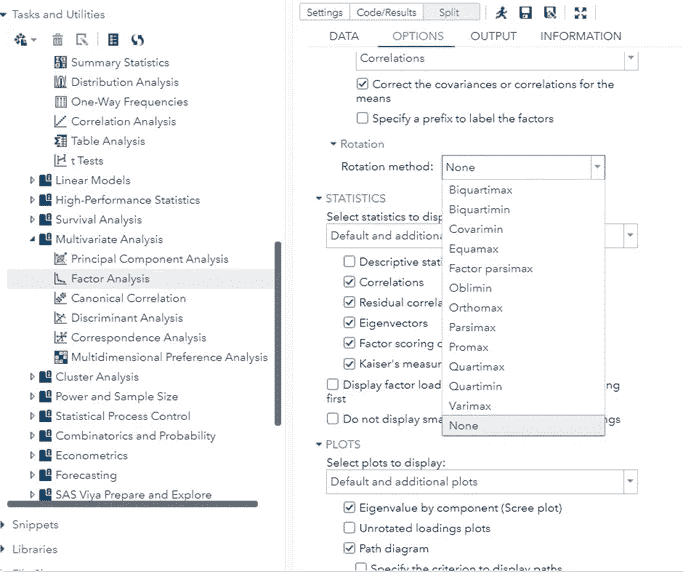 Tasks and Utilities
Summary Statistics
Distribution Analysis
One-Way Frequencies
Correlation Analysis
Table Analysis
t Tests
Linear Models
High-Performance Statistics
Survival Analysis
Multivariate Analysis
Principal Component Analysis
Factor Analysis
Canonical Correlation
Discriminant Analysis
Correspondence Analysis
Multidimensional Preference Analysis
Cluster Analysis
Power and Sample Size
Statistical Process Control
Combinatorics and Probability
Econometrics
Forecasting
SAS Viya Prepare and Explore
Snippets
Libraries
Settings Code/Results Split
DATA OPTIONS OUTPUT INFORMATION
Correlations
Correct the covariances or correlations for the
means
Specify a prefix to label the factors
Rotation
Rotation method: None
Biquartimax
Biquartimin
Covarimin
Equamax
Factor parsimax
Oblimin
Orthomax
Parsimax
Promax
Quartimax
Quartimin
Varimax
None
STATISTICS
Select statistics to disp
Default and additional
Descriptive stati
Correlations
Residual correla
Eigenvectors
Factor scoring c
Kaiser's measu
Display factor load ng
first
Do not display sma gs
PLOTS
Select plots to display:
Default and additional plots
Eigenvalue by component (Scree plot)
Unrotated loadings plots
Path diagram
Specify the criterion to display paths